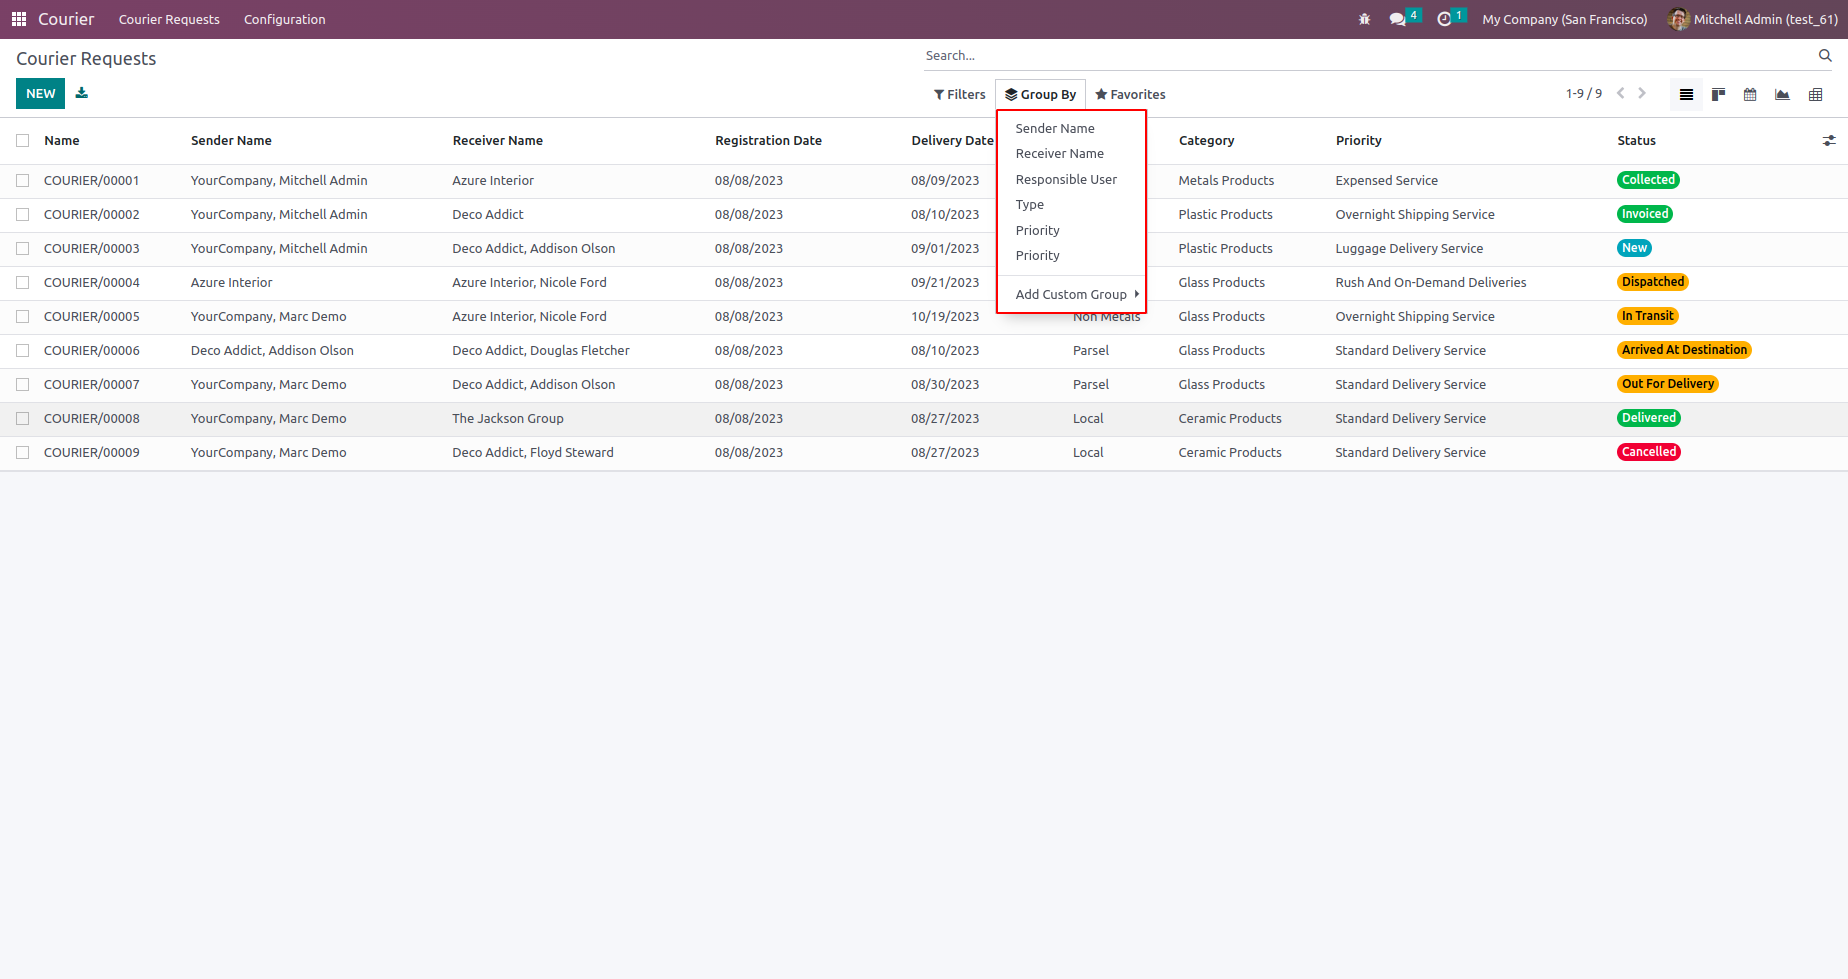 Courier Courier Requests Configuration 4 1 My Company (San Francisco) Mitchell Admin (test_61)
Courier Requests Search...
NEW Filters Group By Favorites 1-9 / 9
Name Sender Name Receiver Name Registration Date Delivery Date Category Priority Status
Sender Name
Receiver Name
Responsible User
Type
Priority
Priority
Add Custom Group
COURIER/00001 YourCompany, Mitchell Admin Azure Interior 08/08/2023 08/09/2023 Metals Products Expensed Service Collected
COURIER/00002 YourCompany, Mitchell Admin Deco Addict 08/08/2023 08/10/2023 Plastic Products Overnight Shipping Service Invoiced
COURIER/00003 YourCompany, Mitchell Admin Deco Addict, Addison Olson 08/08/2023 09/01/2023 Plastic Products Luggage Delivery Service New
COURIER/00004 Azure Interior Azure Interior, Nicole Ford 08/08/2023 09/21/2023 Glass Products Rush And On-Demand Deliveries Dispatched
COURIER/00005 YourCompany, Marc Demo Azure Interior, Nicole Ford 08/08/2023 10/19/2023 Non Metals Glass Products Overnight Shipping Service In Transit
COURIER/00006 Deco Addict, Addison Olson Deco Addict, Douglas Fletcher 08/08/2023 08/10/2023 Parsel Glass Products Standard Delivery Service Arrived At Destination
COURIER/00007 YourCompany, Marc Demo Deco Addict, Addison Olson 08/08/2023 08/30/2023 Parsel Glass Products Standard Delivery Service Out For Delivery
COURIER/00008 YourCompany, Marc Demo The Jackson Group 08/08/2023 08/27/2023 Local Ceramic Products Standard Delivery Service Delivered
COURIER/00009 YourCompany, Marc Demo Deco Addict, Floyd Steward 08/08/2023 08/27/2023 Local Ceramic Products Standard Delivery Service Cancelled